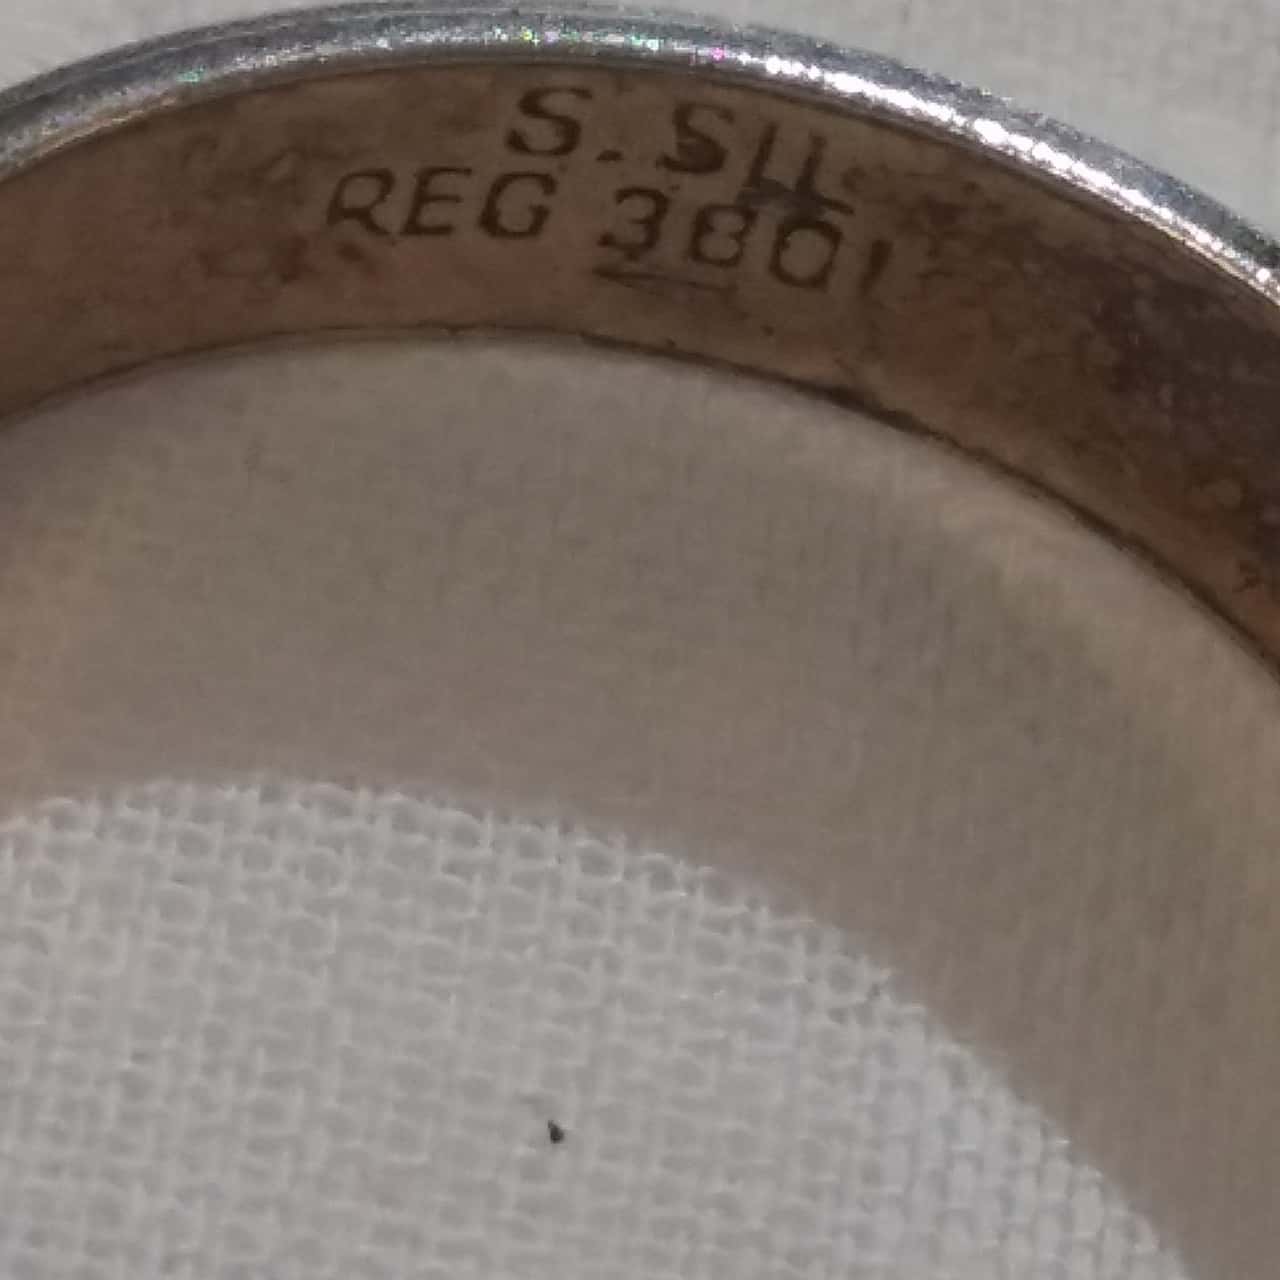 S. SIL
REG 3801